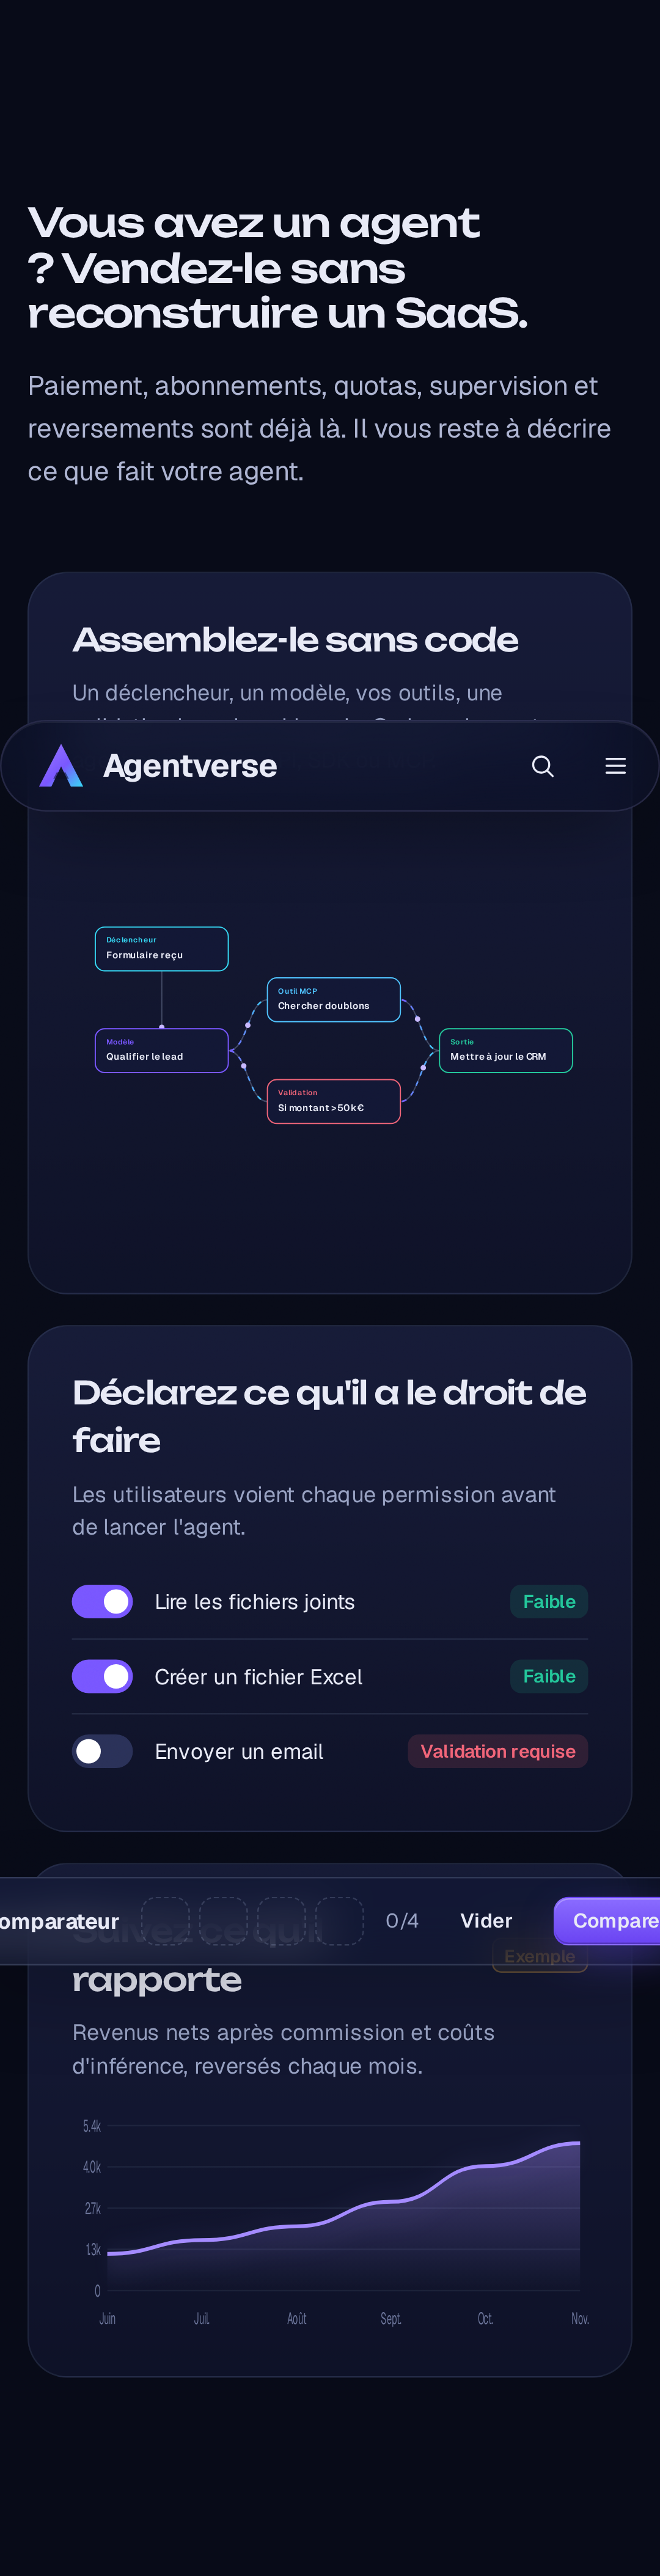 Vous avez un agent
? Vendez-le sans
reconstruire un SaaS.
Paiement, abonnements, quotas, supervision et
reversements sont déjà là. Il vous reste à décrire
ce que fait votre agent.
Assemblez-le sans code
Un déclencheur, un modèle, vos outils, une
Agentverse
Déclencheur
Formulaire reçu
Outil MCP
Chercher doublons
Modèle
Qualifier le lead
Sortie
Mettre à jour le CRM
Validation
Si montant > 50 k €
Déclarez ce qu'il a le droit de
faire
Les utilisateurs voient chaque permission avant
de lancer l'agent.
Lire les fichiers joints
Faible
Créer un fichier Excel
Faible
Envoyer un email
Validation requise
omparateur
0/4
Vider
Compare
Suivez ce qu'il
Exemple
rapporte
Revenus nets après commission et coûts
d'inférence, reversés chaque mois.
5.4k
4.0k
2.7k
1.3k
0
Juin
Juil.
Août
Sept.
Oct.
Nov.